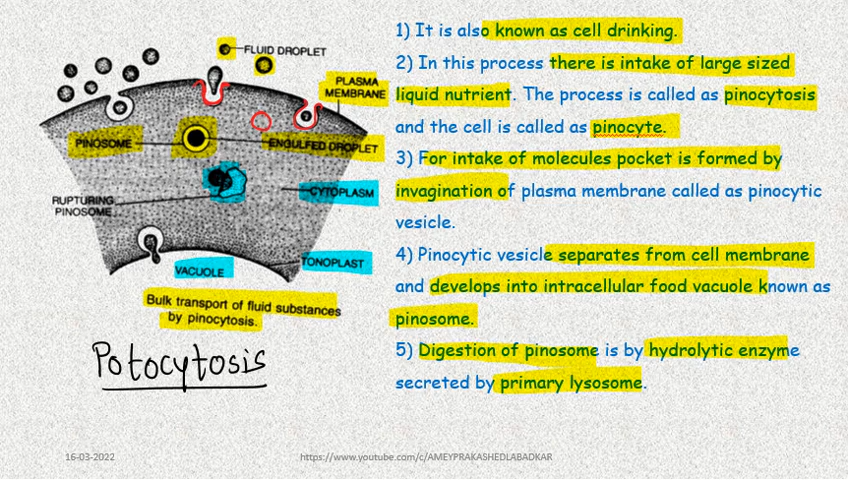 FLUID DROPLET
PLASMA
MEMBRANE
PINOSOME
ENGULFED DROPLET
CYTOPLASM
RUPTURING
PINOSOME
VACUOLE
TONOPLAST
Bulk transport of fluid substances
by pinocytosis.
Potocytosis
1) It is also known as cell drinking.
2) In this process there is intake of large sized
liquid nutrient. The process is called as pinocytosis
and the cell is called as pinocyte.
3) For intake of molecules pocket is formed by
invagination of plasma membrane called as pinocytic
vesicle.
4) Pinocytic vesicle separates from cell membrane
and develops into intracellular food vacuole known as
pinosome.
5) Digestion of pinosome is by hydrolytic enzyme
secreted by primary lysosome.
16-03-2022
https://www.youtube.com/c/AMEYPRAKASHEDLABADKAR